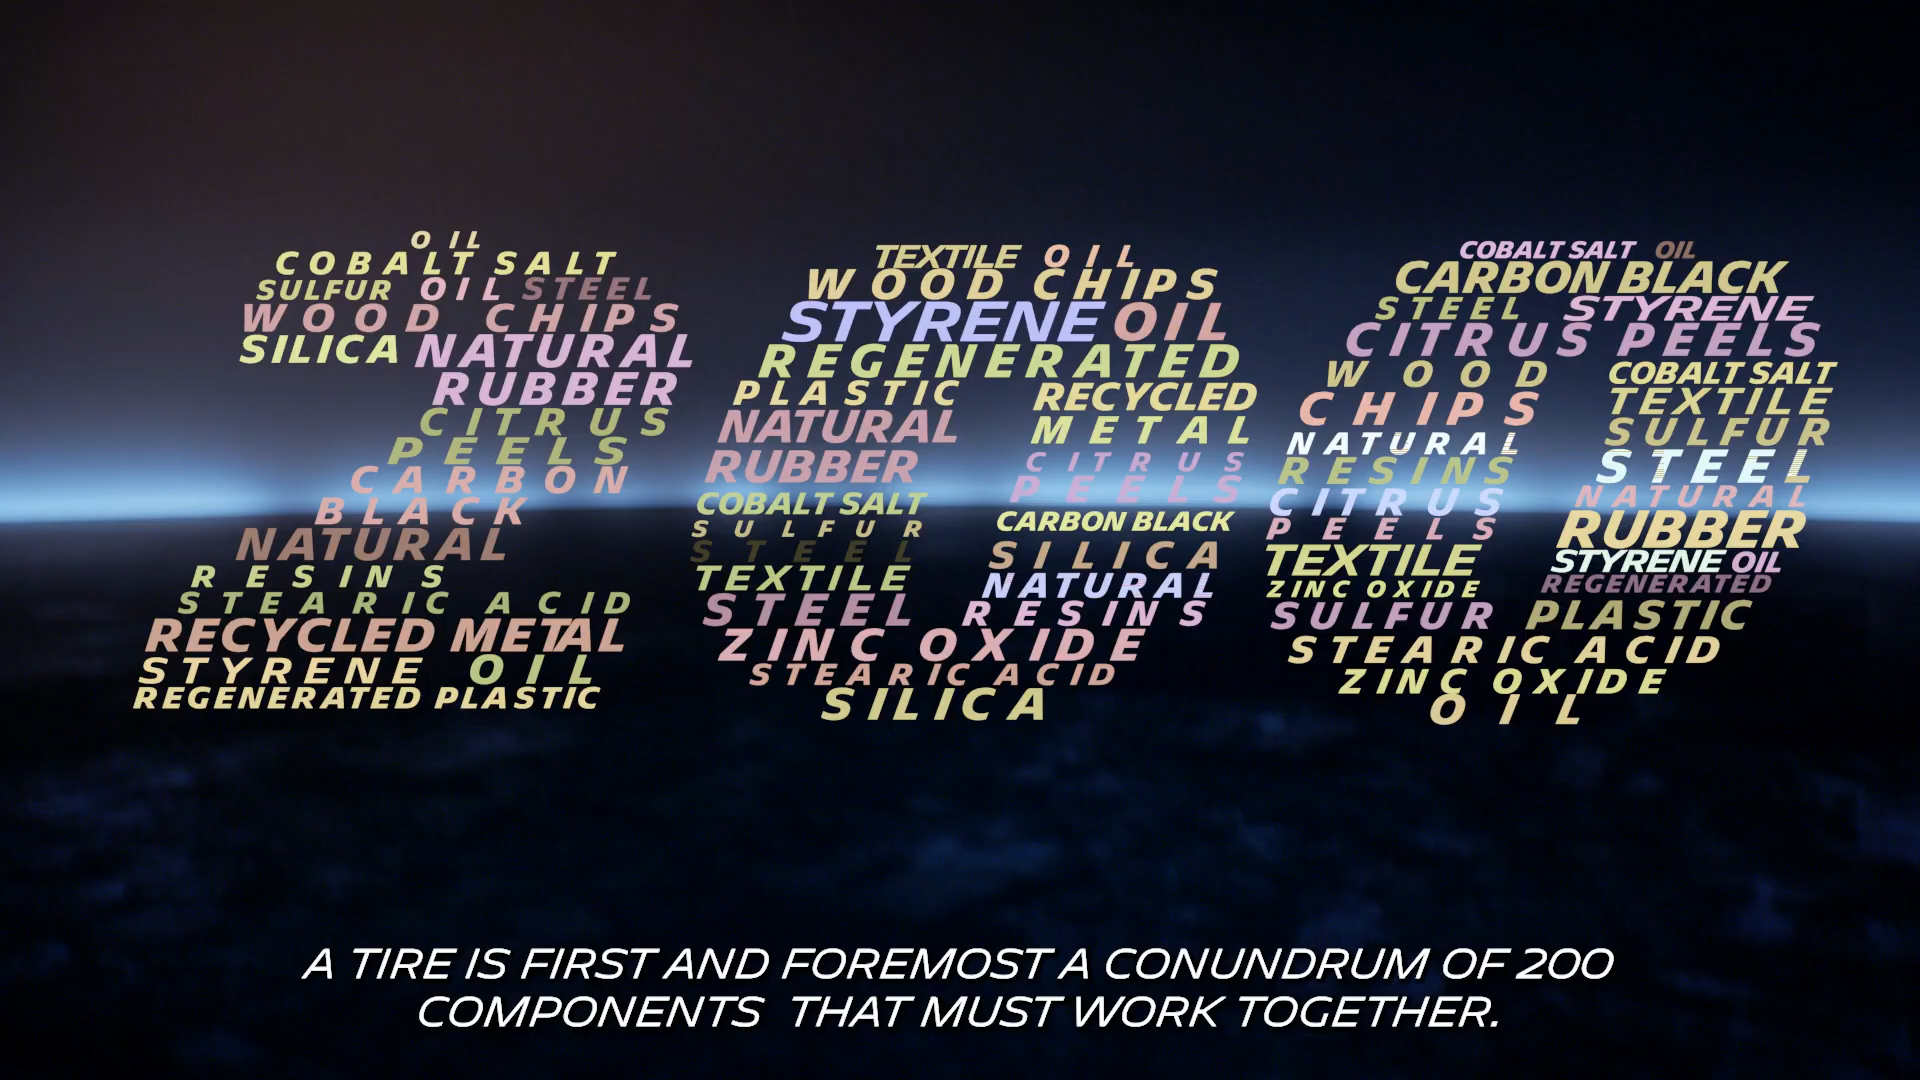 OIL
COBALT SALT
SULFUR OIL STEEL
WOOD CHIPS
SILICA NATURAL
RUBBER
CITRUS
PEELS
CARBON
BLACK
NATURAL
RESINS
STEARIC ACID
RECYCLED METAL
STYRENE OIL
REGENERATED PLASTIC
TEXTILE OIL
WOOD CHIPS
STYRENE OIL
REGENERATED
PLASTIC RECYCLED
NATURAL METAL
RUBBER CITRUS
PEELS
COBALT SALT
SULFUR CARBON BLACK
STEEL SILICA
TEXTILE NATURAL
STEEL RESINS
ZINC OXIDE
STEARIC ACID
SILICA
COBALT SALT OIL
CARBON BLACK
STEEL STYRENE
CITRUS PEELS
WOOD COBALT SALT
CHIPS TEXTILE
NATURAL SULFUR
RESINS STEEL
CITRUS NATURAL
PEELS RUBBER
TEXTILE STYRENE OIL
ZINC OXIDE REGENERATED
SULFUR PLASTIC
STEARIC ACID
ZINC OXIDE
OIL
A TIRE IS FIRST AND FOREMOST A CONUNDRUM OF 200
COMPONENTS THAT MUST WORK TOGETHER.